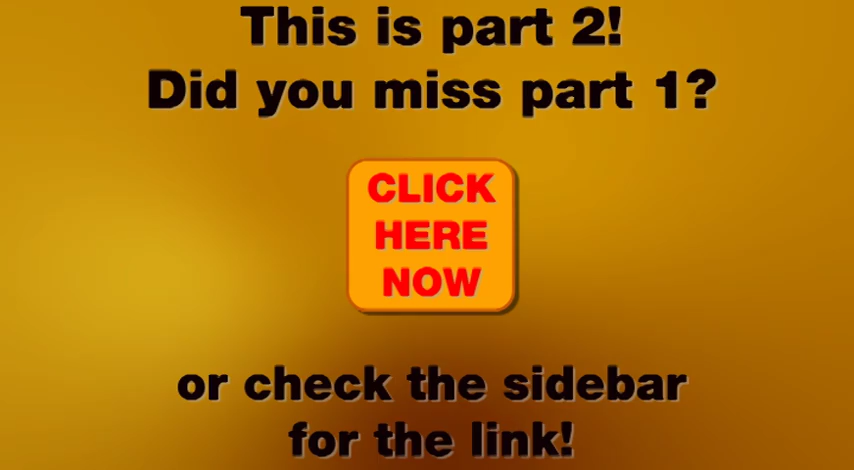 This is part 2!
Did you miss part 1?
CLICK
HERE
NOW
or check the sidebar
for the link!